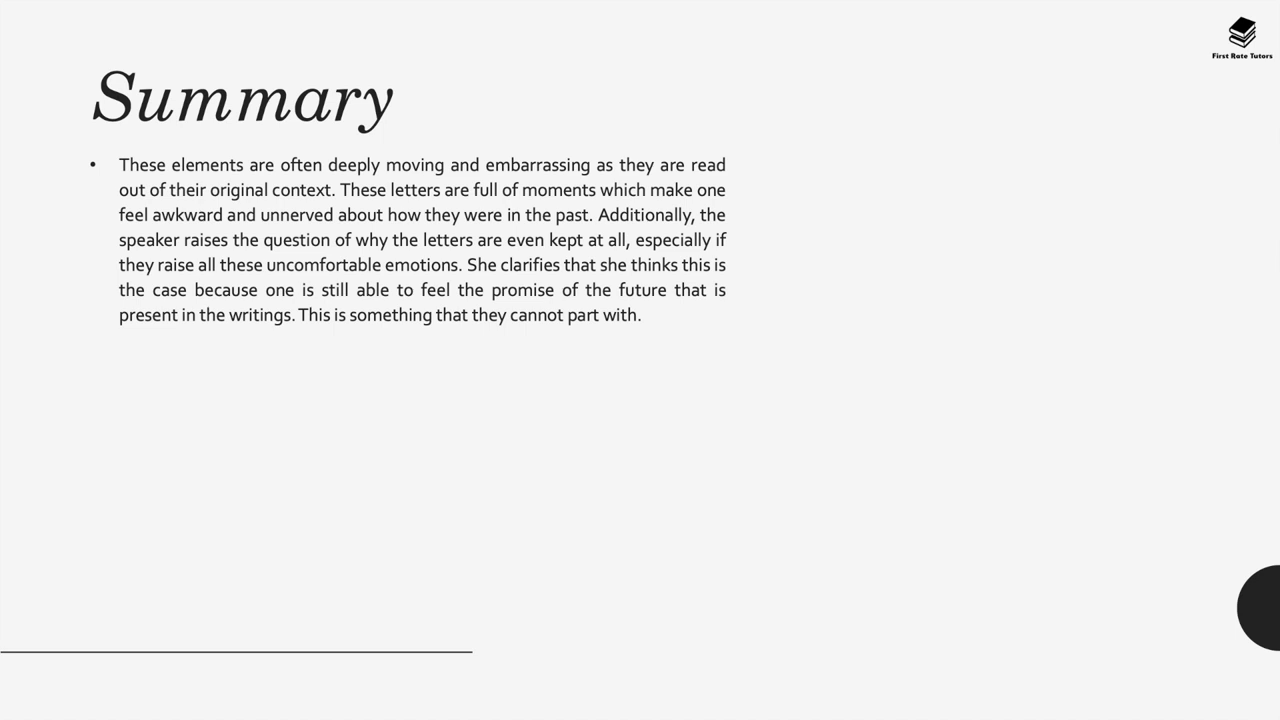 First Rate Tutors
Summary
• These elements are often deeply moving and embarrassing as they are read
out of their original context. These letters are full of moments which make one
feel awkward and unnerved about how they were in the past. Additionally, the
speaker raises the question of why the letters are even kept at all, especially if
they raise all these uncomfortable emotions. She clarifies that she thinks this is
the case because one is still able to feel the promise of the future that is
present in the writings. This is something that they cannot part with.